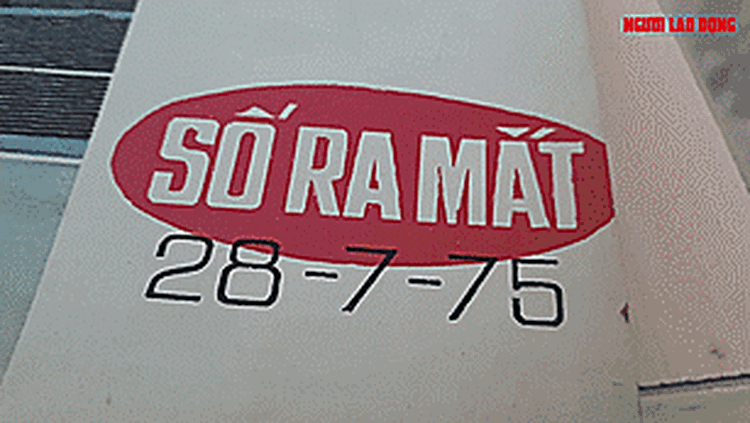 NGƯỜI LAO ĐỘNG
SỐ RA MẮT
28-7-75